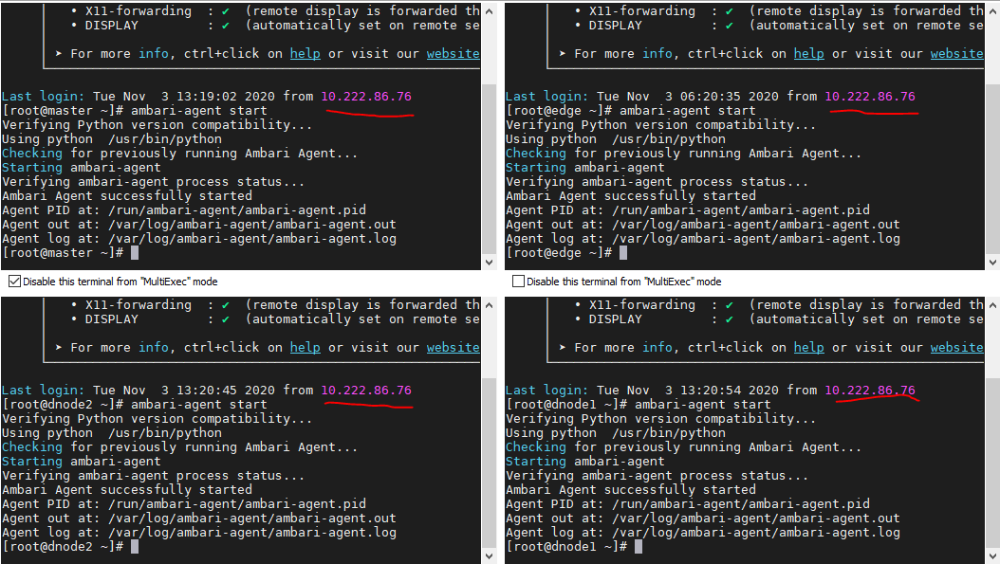 • X11-forwarding : ✔ (remote display is forwarded th
• DISPLAY : ✔ (automatically set on remote se
➤ For more info, ctrl+click on help or visit our website
Last login: Tue Nov 3 13:19:02 2020 from 10.222.86.76
[root@master ~]# ambari-agent start
Verifying Python version compatibility...
Using python /usr/bin/python
Checking for previously running Ambari Agent...
Starting ambari-agent
Verifying ambari-agent process status...
Ambari Agent successfully started
Agent PID at: /run/ambari-agent/ambari-agent.pid
Agent out at: /var/log/ambari-agent/ambari-agent.out
Agent log at: /var/log/ambari-agent/ambari-agent.log
[root@master ~]#
Disable this terminal from "MultiExec" mode
• X11-forwarding : ✔ (remote display is forwarded th
• DISPLAY : ✔ (automatically set on remote se
➤ For more info, ctrl+click on help or visit our website
Last login: Tue Nov 3 06:20:35 2020 from 10.222.86.76
[root@edge ~]# ambari-agent start
Verifying Python version compatibility...
Using python /usr/bin/python
Checking for previously running Ambari Agent...
Starting ambari-agent
Verifying ambari-agent process status...
Ambari Agent successfully started
Agent PID at: /run/ambari-agent/ambari-agent.pid
Agent out at: /var/log/ambari-agent/ambari-agent.out
Agent log at: /var/log/ambari-agent/ambari-agent.log
[root@edge ~]#
Disable this terminal from "MultiExec" mode
• X11-forwarding : ✔ (remote display is forwarded th
• DISPLAY : ✔ (automatically set on remote se
➤ For more info, ctrl+click on help or visit our website
Last login: Tue Nov 3 13:20:45 2020 from 10.222.86.76
[root@dnode2 ~]# ambari-agent start
Verifying Python version compatibility...
Using python /usr/bin/python
Checking for previously running Ambari Agent...
Starting ambari-agent
Verifying ambari-agent process status...
Ambari Agent successfully started
Agent PID at: /run/ambari-agent/ambari-agent.pid
Agent out at: /var/log/ambari-agent/ambari-agent.out
Agent log at: /var/log/ambari-agent/ambari-agent.log
[root@dnode2 ~]#
• X11-forwarding : ✔ (remote display is forwarded th
• DISPLAY : ✔ (automatically set on remote se
➤ For more info, ctrl+click on help or visit our website
Last login: Tue Nov 3 13:20:54 2020 from 10.222.86.76
[root@dnode1 ~]# ambari-agent start
Verifying Python version compatibility...
Using python /usr/bin/python
Checking for previously running Ambari Agent...
Starting ambari-agent
Verifying ambari-agent process status...
Ambari Agent successfully started
Agent PID at: /run/ambari-agent/ambari-agent.pid
Agent out at: /var/log/ambari-agent/ambari-agent.out
Agent log at: /var/log/ambari-agent/ambari-agent.log
[root@dnode1 ~]#